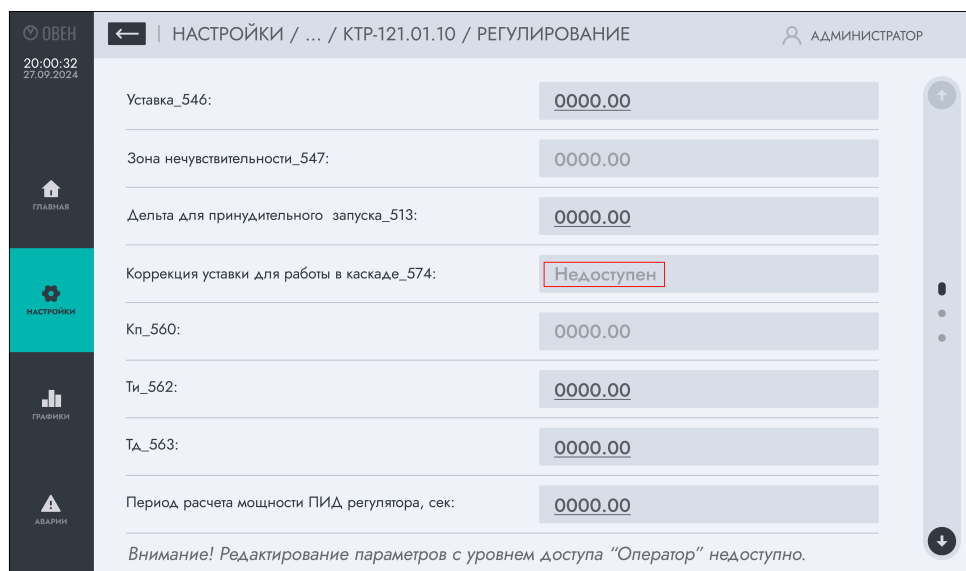 ОВЕН
НАСТРОЙКИ / ... / КТР-121.01.10 / РЕГУЛИРОВАНИЕ
АДМИНИСТРАТОР
20:00:32
27.09.2024
Уставка_546: 0000.00
Зона нечувствительности_547: 0000.00
ГЛАВНАЯ
Дельта для принудительного запуска_513: 0000.00
Коррекция уставки для работы в каскаде_574: Недоступен
НАСТРОЙКИ
Кп_560: 0000.00
Ти_562: 0000.00
ГРАФИКИ
Тд_563: 0000.00
Период расчета мощности ПИД регулятора, сек: 0000.00
АВАРИИ
Внимание! Редактирование параметров с уровнем доступа “Оператор” недоступно.